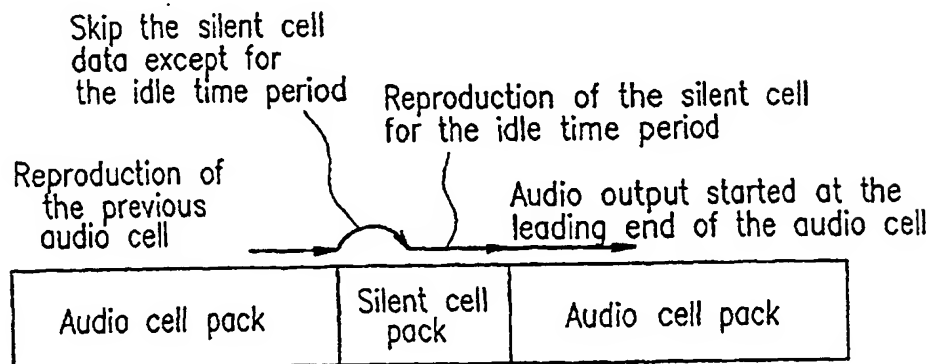 Skip the silent cell
data except for
the idle time period
Reproduction of the silent cell
for the idle time period
Reproduction of
the previous
audio cell
Audio output started at the
leading end of the audio cell
Audio cell pack
Silent cell
pack
Audio cell pack